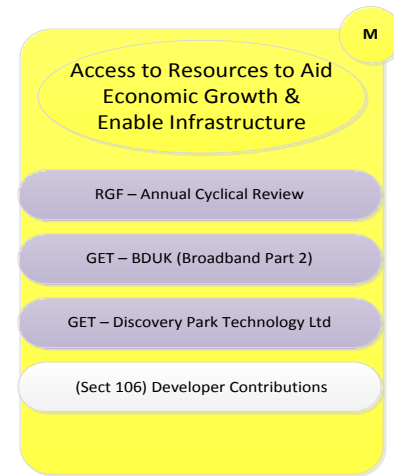 M
Access to Resources to Aid
Economic Growth &
Enable Infrastructure
RGF – Annual Cyclical Review
GET – BDUK (Broadband Part 2)
GET – Discovery Park Technology Ltd
(Sect 106) Developer Contributions